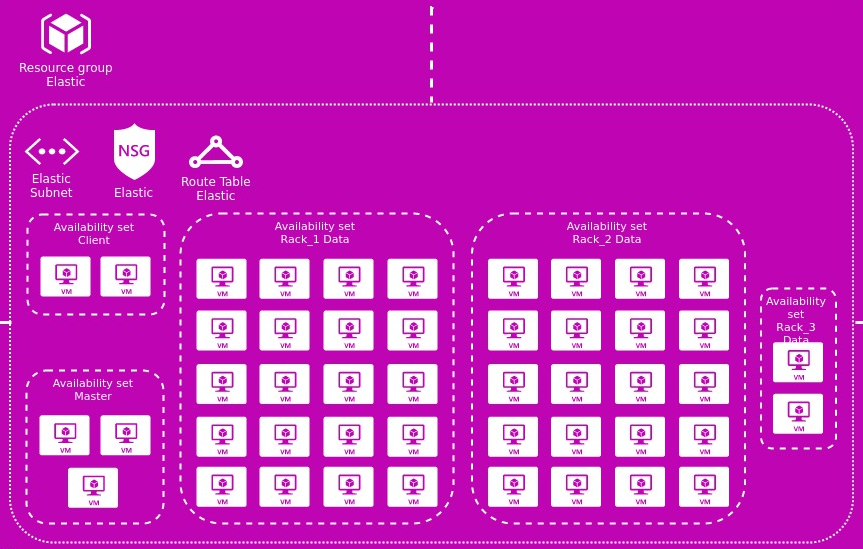 Resource group
Elastic
Elastic
Subnet
NSG
Elastic
Route Table
Elastic
Availability set
Client
VM VM
Availability set
Master
VM VM
VM
Availability set
Rack_1 Data
VM VM VM VM
VM VM VM VM
VM VM VM VM
VM VM VM VM
VM VM VM VM
Availability set
Rack_2 Data
VM VM VM VM
VM VM VM VM
VM VM VM VM
VM VM VM VM
VM VM VM VM
Availability
set
Rack_3
Data
VM
VM